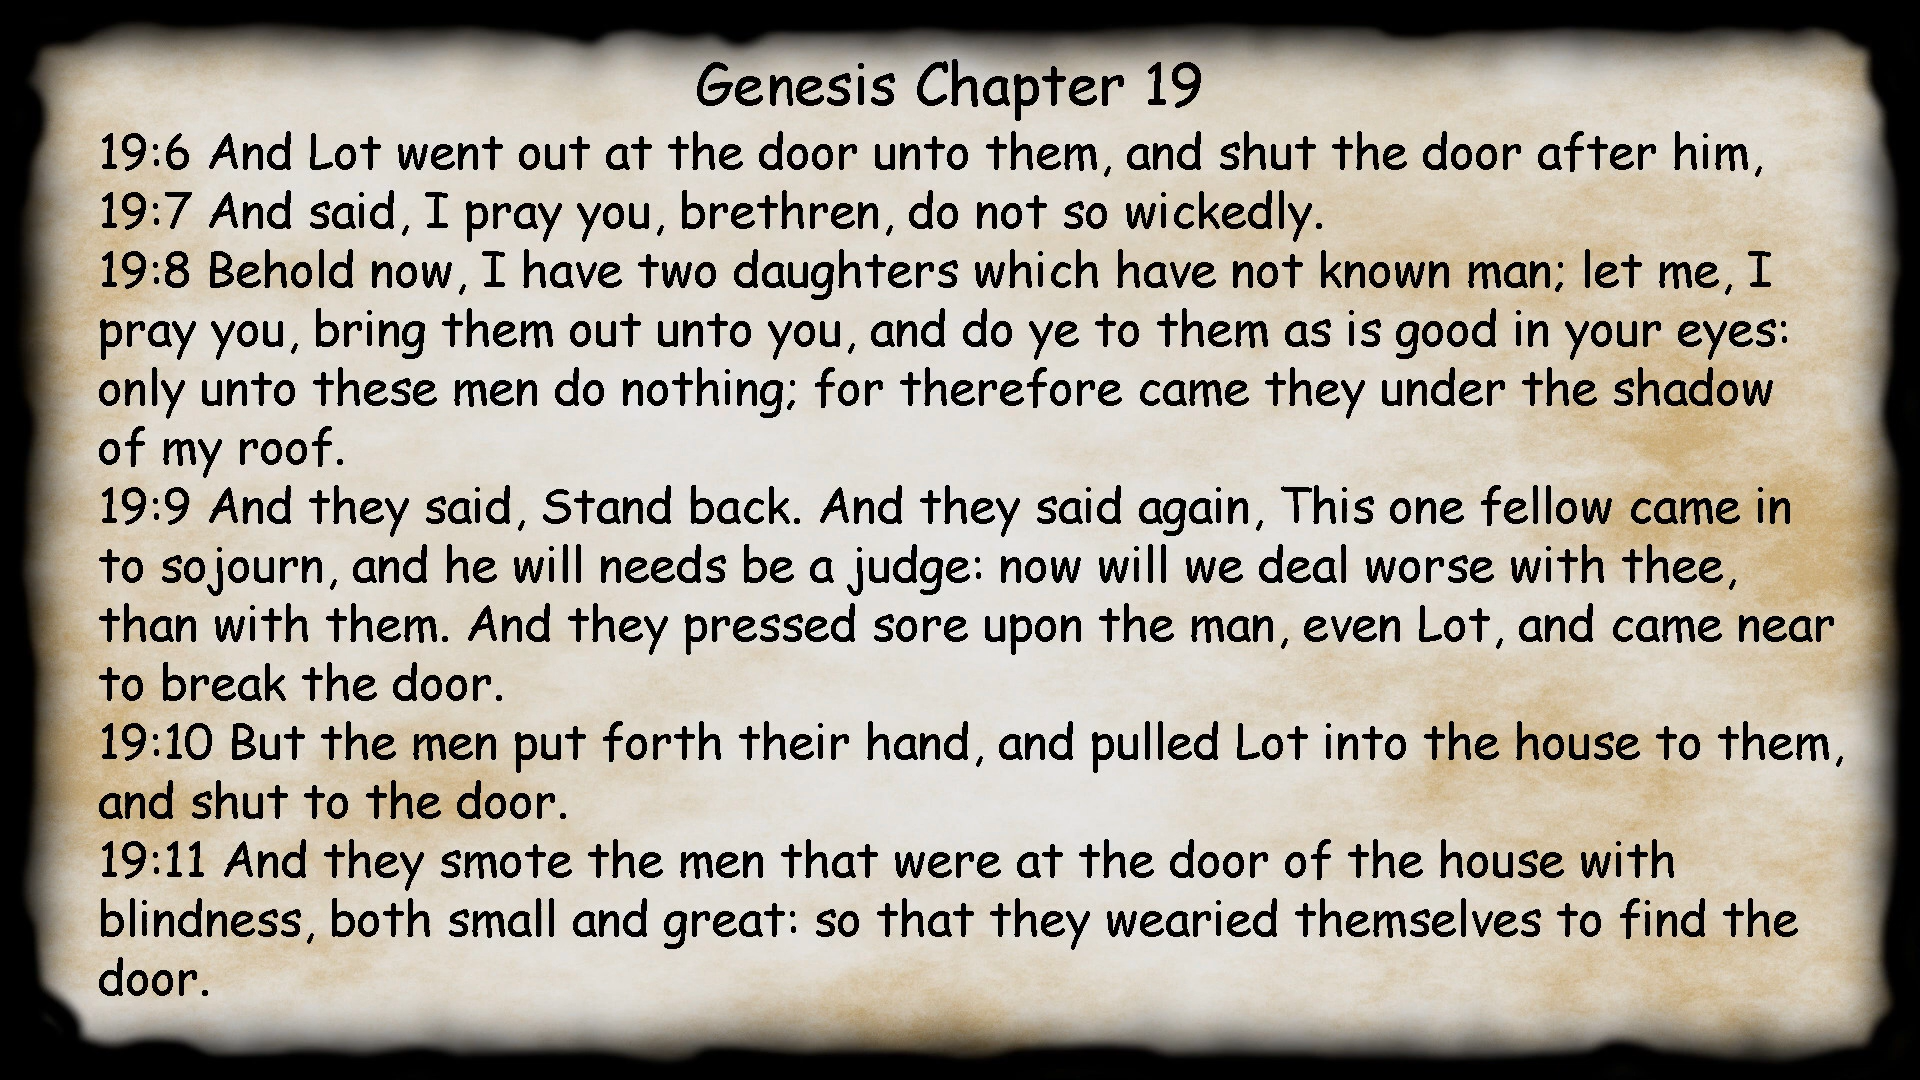 Genesis Chapter 19
19:6 And Lot went out at the door unto them, and shut the door after him,
19:7 And said, I pray you, brethren, do not so wickedly.
19:8 Behold now, I have two daughters which have not known man; let me, I
pray you, bring them out unto you, and do ye to them as is good in your eyes:
only unto these men do nothing; for therefore came they under the shadow
of my roof.
19:9 And they said, Stand back. And they said again, This one fellow came in
to sojourn, and he will needs be a judge: now will we deal worse with thee,
than with them. And they pressed sore upon the man, even Lot, and came near
to break the door.
19:10 But the men put forth their hand, and pulled Lot into the house to them,
and shut to the door.
19:11 And they smote the men that were at the door of the house with
blindness, both small and great: so that they wearied themselves to find the
door.